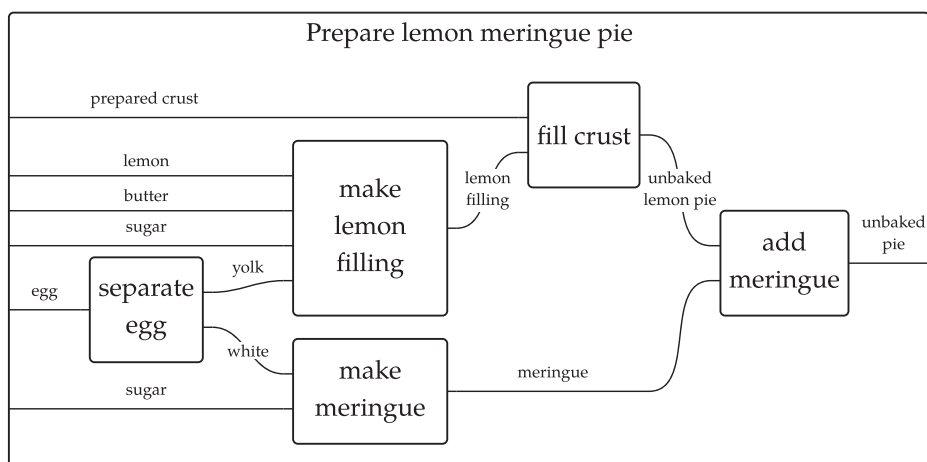 Prepare lemon meringue pie
prepared crust
fill crust
lemon
butter
sugar
make
lemon
filling
lemon
filling
unbaked
lemon pie
unbaked
pie
add
meringue
egg
separate
egg
yolk
white
sugar
make
meringue
meringue